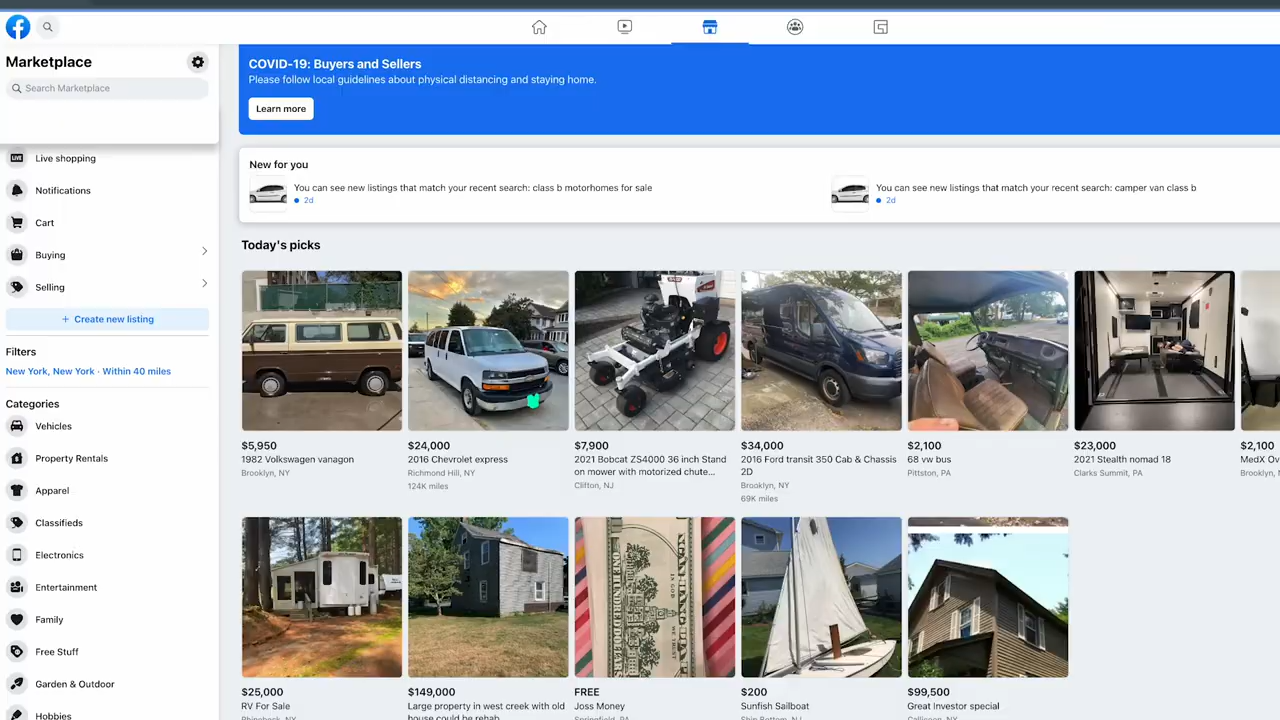 Marketplace
Search Marketplace
Live shopping
Notifications
Cart
Buying
Selling
+ Create new listing
Filters
New York, New York · Within 40 miles
Categories
Vehicles
Property Rentals
Apparel
Classifieds
Electronics
Entertainment
Family
Free Stuff
Garden & Outdoor
Hobbies
COVID-19: Buyers and Sellers
Please follow local guidelines about physical distancing and staying home.
Learn more
New for you
You can see new listings that match your recent search: class b motorhomes for sale
2d
You can see new listings that match your recent search: camper van class b
2d
Today's picks
$5,950
1982 Volkswagen vanagon
Brooklyn, NY
$24,000
2016 Chevrolet express
Richmond Hill, NY
124K miles
$7,900
2021 Bobcat ZS4000 36 inch Stand
on mower with motorized chute...
Clifton, NJ
$34,000
2016 Ford transit 350 Cab & Chassis
2D
Brooklyn, NY
69K miles
$2,100
68 vw bus
Pittston, PA
$23,000
2021 Stealth nomad 18
Clarks Summit, PA
$2,100
MedX Ov
Brooklyn, N
$25,000
RV For Sale
Rhinebeck, NY
$149,000
Large property in west creek with old
house could be rehab
FREE
Joss Money
Springfield, PA
$200
Sunfish Sailboat
Ship Bottom, NJ
$99,500
Great Investor special
Callicoon, NY